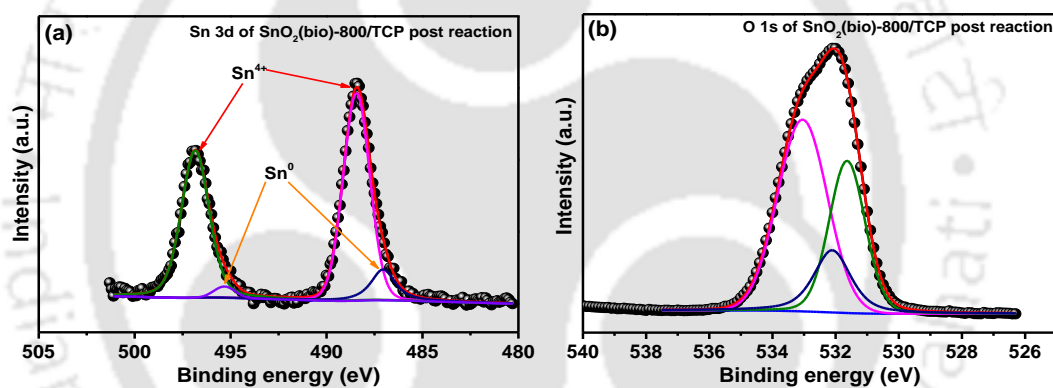 (a)
Sn 3d of SnO₂(bio)-800/TCP post reaction
Sn⁴⁺
Sn⁰
Intensity (a.u.)
505 500 495 490 485 480
Binding energy (eV)
(b)
O 1s of SnO₂(bio)-800/TCP post reaction
Intensity (a.u.)
540 538 536 534 532 530 528 526
Binding energy (eV)
ati